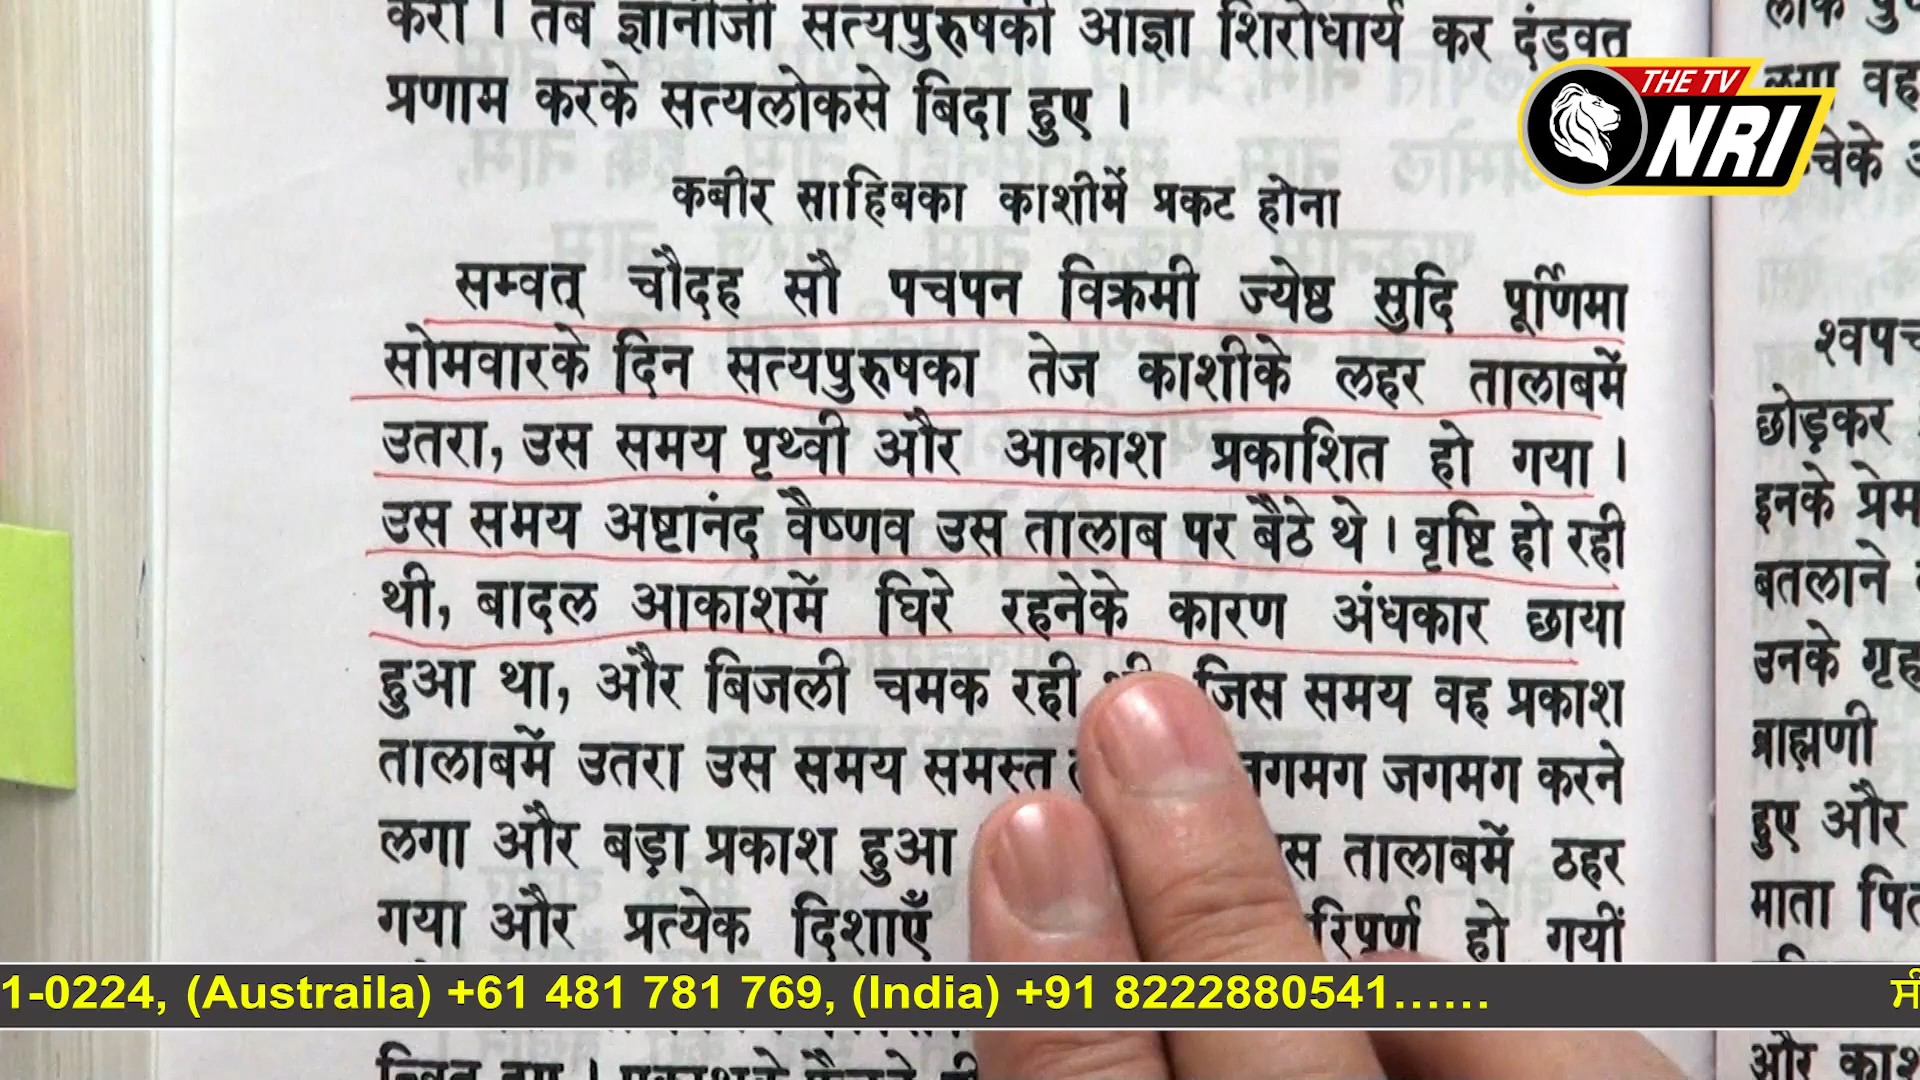 करो । तब ज्ञानीजी सत्यपुरुषकी आज्ञा शिरोधार्य कर दंडवत
प्रणाम करके सत्यलोकसे बिदा हुए ।
कबीर साहिबका काशीमें प्रकट होना
सम्वत् चौदह सौ पचपन विक्रमी ज्येष्ठ सुदि पूर्णिमा
सोमवारके दिन सत्यपुरुषका तेज काशीके लहर तालाबमें
उतरा, उस समय पृथ्वी और आकाश प्रकाशित हो गया ।
उस समय अष्टानंद वैष्णव उस तालाब पर बैठे थे । वृष्टि हो रही
थी, बादल आकाशमें घिरे रहनेके कारण अंधकार छाया
हुआ था, और बिजली चमक रही जिस समय वह प्रकाश
तालाबमें उतरा उस समय समस्त जगमग जगमग करने
लगा और बड़ा प्रकाश हुआ तालाबमें ठहर
गया और प्रत्येक दिशाएँ हो गयीं
THE TV
NRI
श्वपच
छोड़कर
इनके प्रेम
बतलाने
उनके गृह
ब्राह्मणी
हुए और
माता
और
1-0224, (Austraila) +61 481 781 769, (India) +91 8222880541......